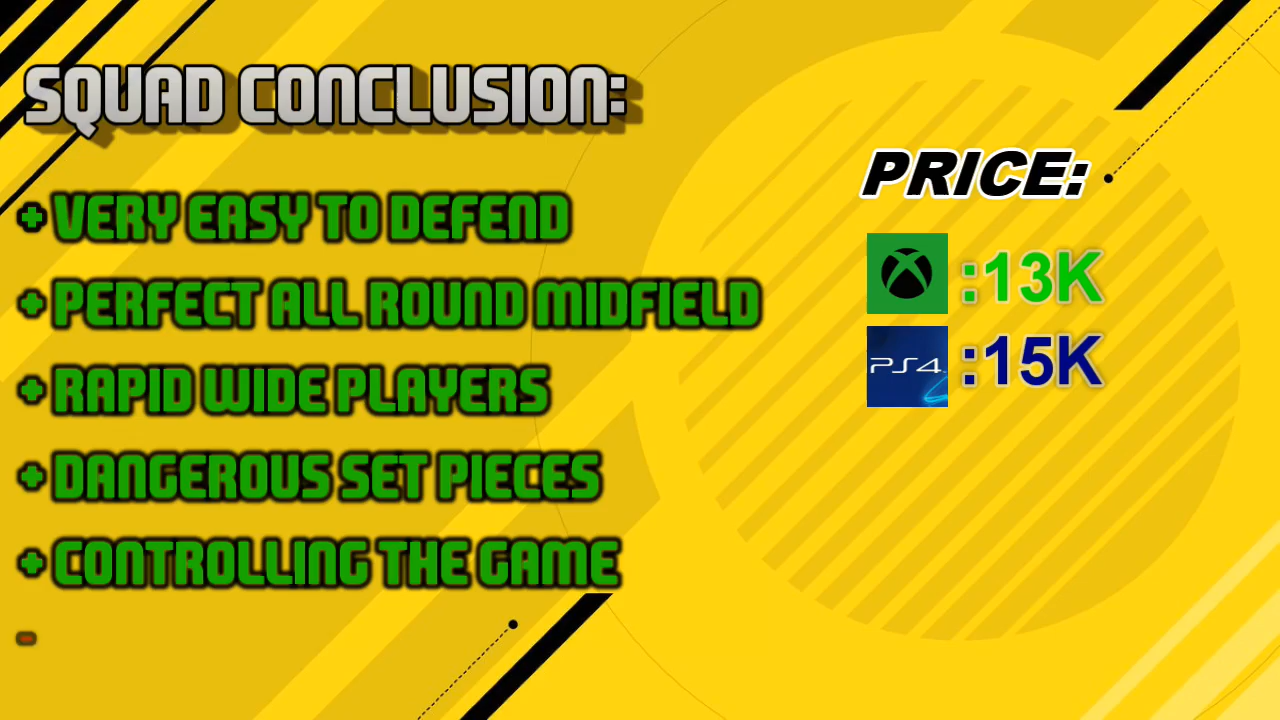 SQUAD CONCLUSION:
+ VERY EASY TO DEFEND
+ PERFECT ALL ROUND MIDFIELD
+ RAPID WIDE PLAYERS
+ DANGEROUS SET PIECES
+ CONTROLLING THE GAME
-
PRICE:
:13K
PS4 :15K